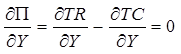 ∂Π/∂Y = ∂TR/∂Y − ∂TC/∂Y = 0